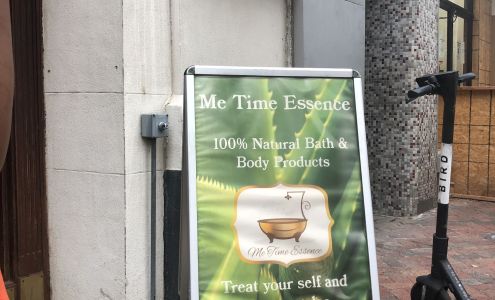 Me Time Essence
100% Natural Bath &
Body Products
Me Time Essence
Treat your self and
BIRD